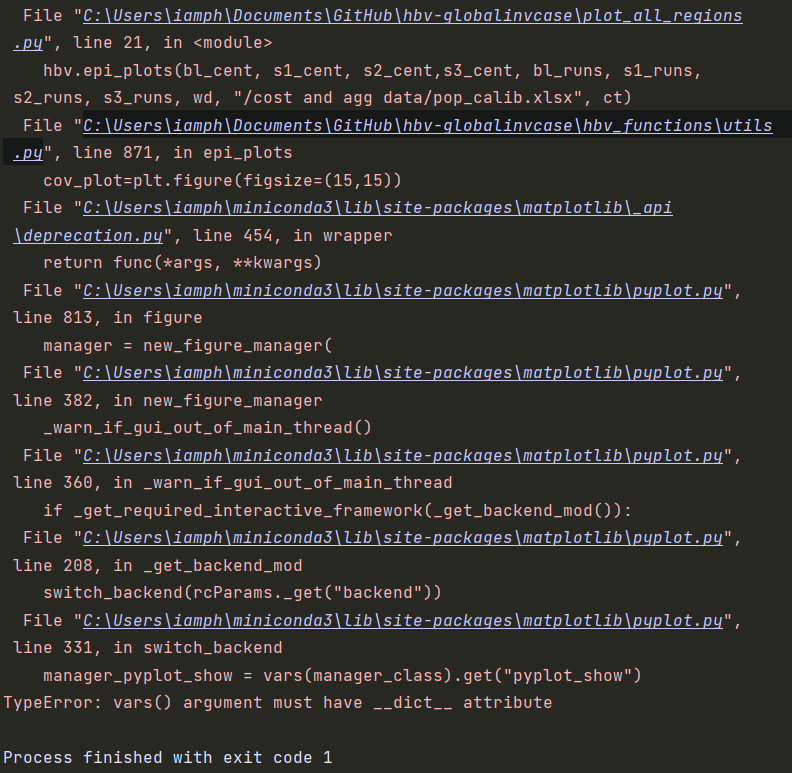 File "C:\Users\iamph\Documents\GitHub\hbv-globalinvcase\plot_all_regions
.py", line 21, in <module>
hbv.epi_plots(bl_cent, s1_cent, s2_cent,s3_cent, bl_runs, s1_runs,
s2_runs, s3_runs, wd, "/cost and agg data/pop_calib.xlsx", ct)
File "C:\Users\iamph\Documents\GitHub\hbv-globalinvcase\hbv_functions\utils
.py", line 871, in epi_plots
cov_plot=plt.figure(figsize=(15,15))
File "C:\Users\iamph\miniconda3\lib\site-packages\matplotlib\_api
\deprecation.py", line 454, in wrapper
return func(*args, **kwargs)
File "C:\Users\iamph\miniconda3\lib\site-packages\matplotlib\pyplot.py",
line 813, in figure
manager = new_figure_manager(
File "C:\Users\iamph\miniconda3\lib\site-packages\matplotlib\pyplot.py",
line 382, in new_figure_manager
_warn_if_gui_out_of_main_thread()
File "C:\Users\iamph\miniconda3\lib\site-packages\matplotlib\pyplot.py",
line 360, in _warn_if_gui_out_of_main_thread
if _get_required_interactive_framework(_get_backend_mod()):
File "C:\Users\iamph\miniconda3\lib\site-packages\matplotlib\pyplot.py",
line 208, in _get_backend_mod
switch_backend(rcParams._get("backend"))
File "C:\Users\iamph\miniconda3\lib\site-packages\matplotlib\pyplot.py",
line 331, in switch_backend
manager_pyplot_show = vars(manager_class).get("pyplot_show")
TypeError: vars() argument must have __dict__ attribute
Process finished with exit code 1